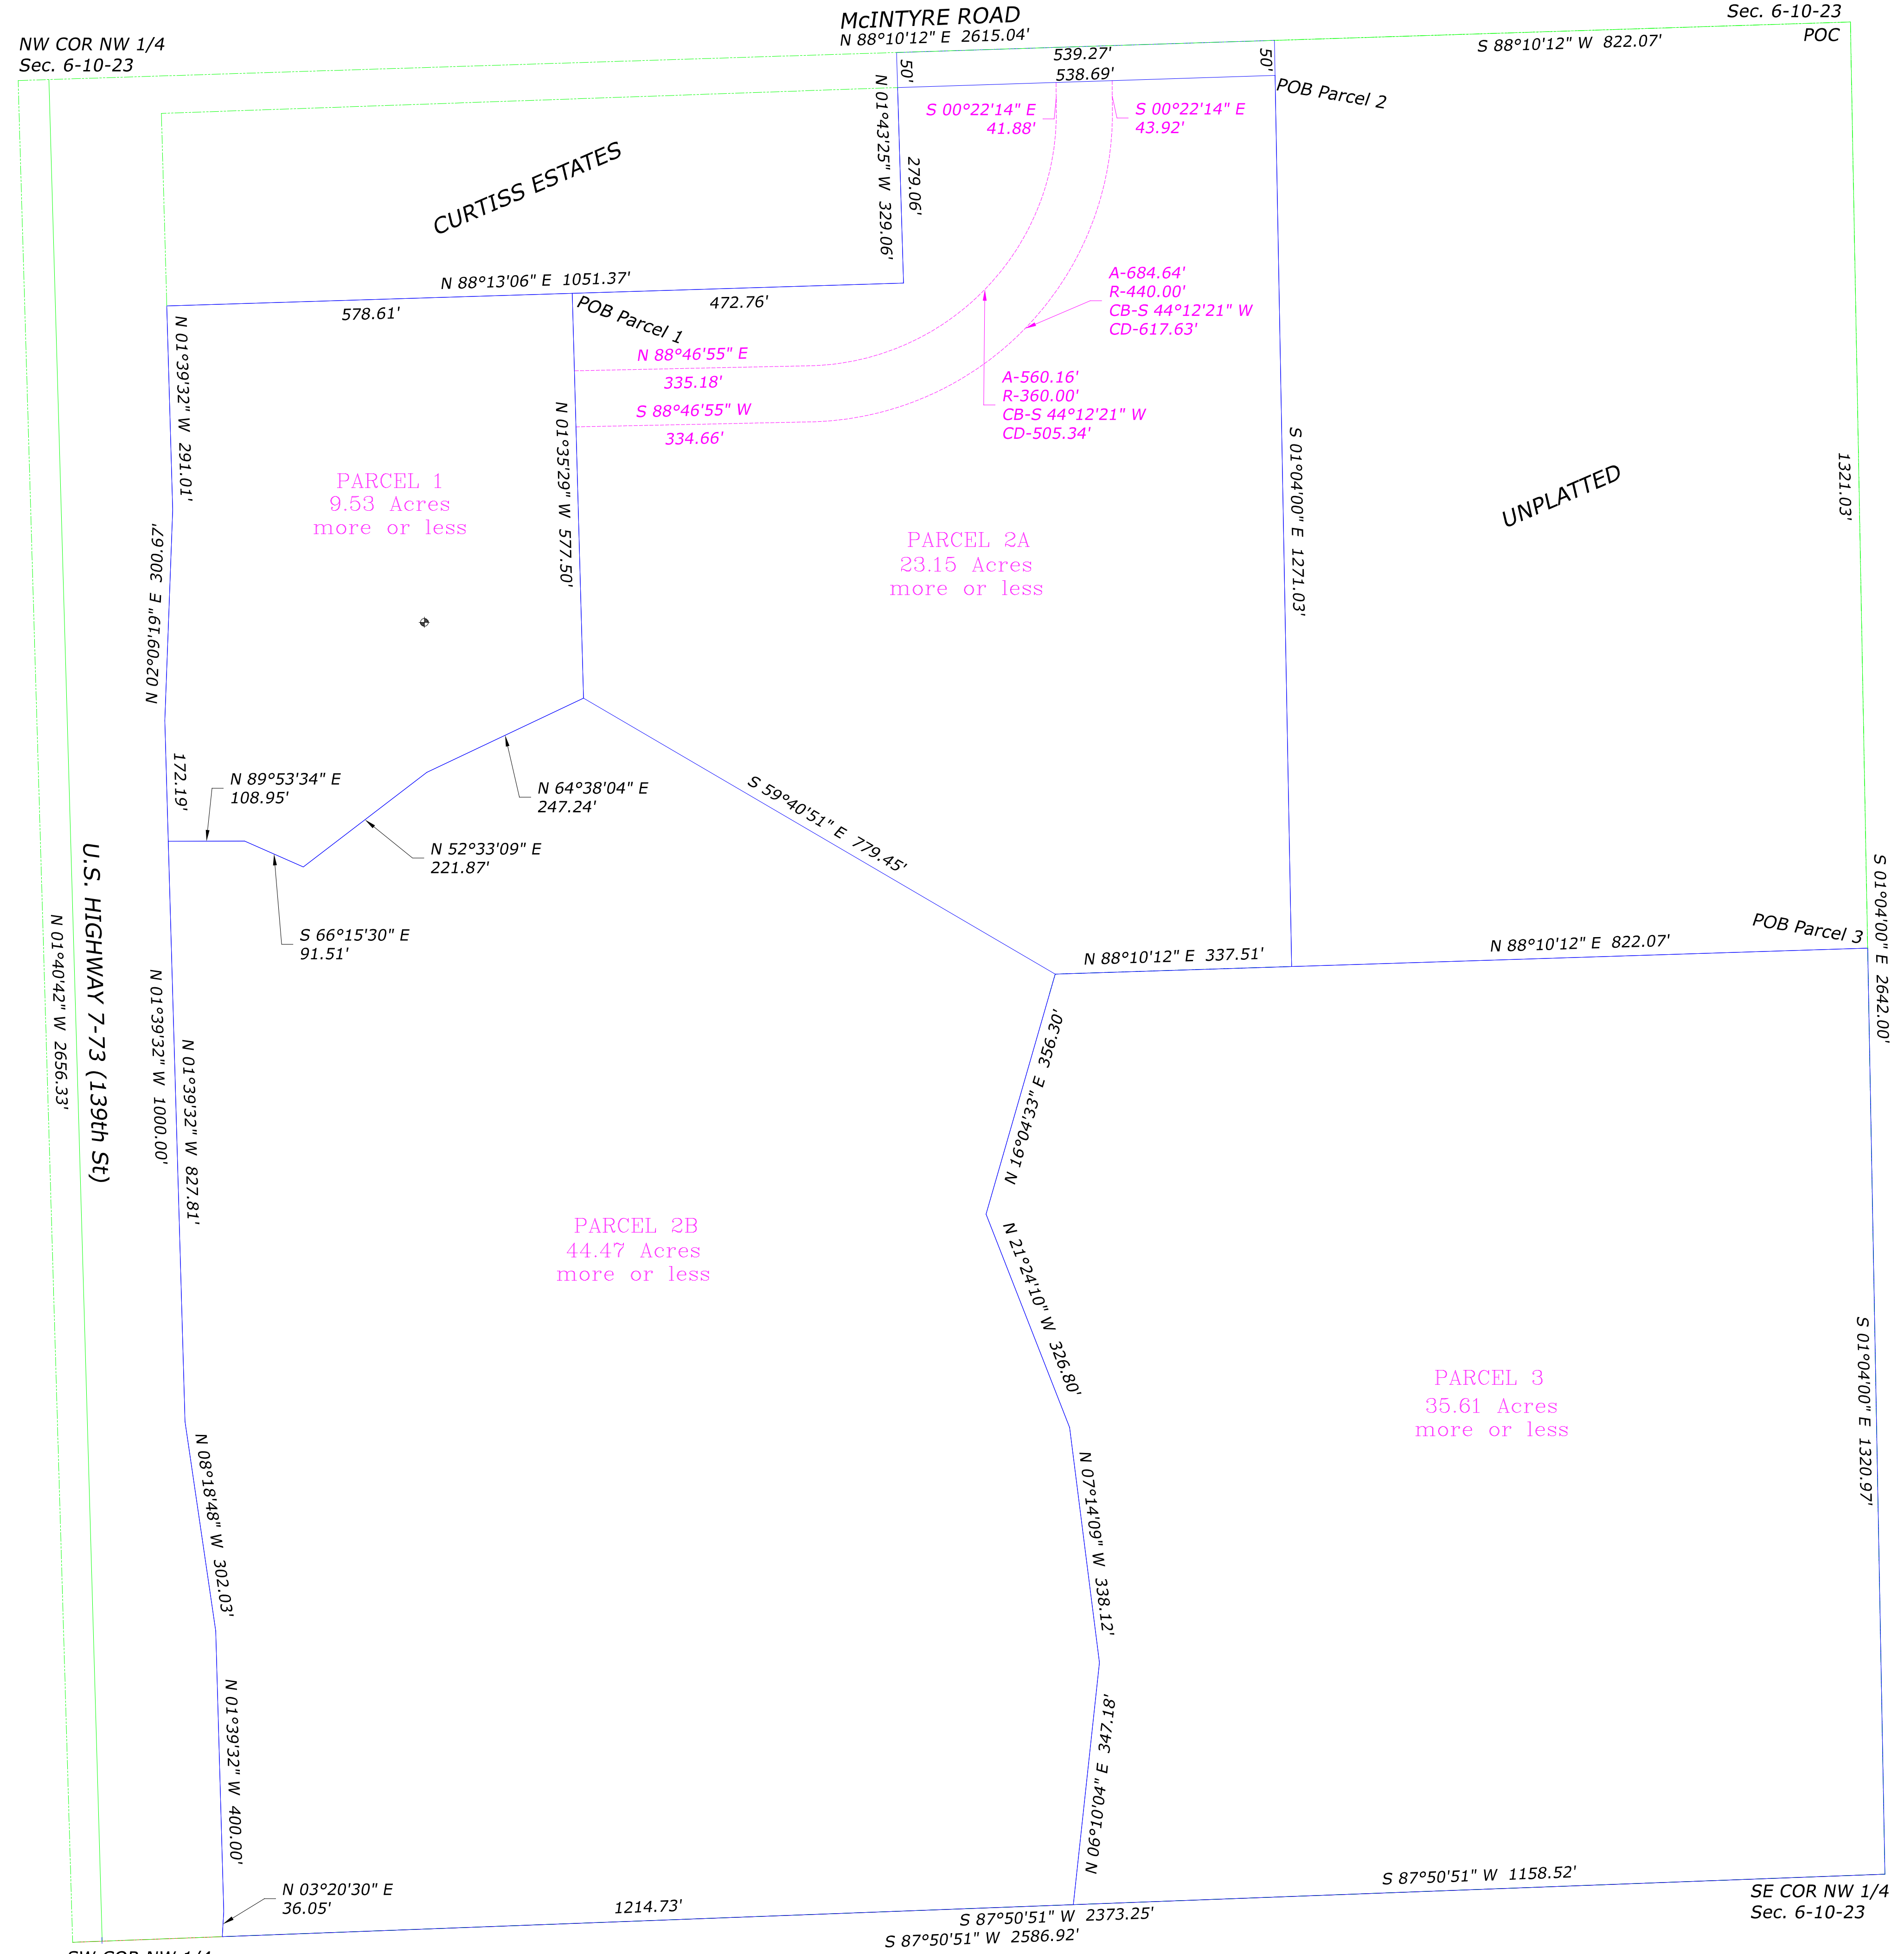 McINTYRE ROAD
N 88°10'12" E 2615.04'
Sec. 6-10-23
POC
S 88°10'12" W 822.07'
NW COR NW 1/4
Sec. 6-10-23
539.27'
538.69'
50'
50'
POB Parcel 2
N 01°43'25" W 329.06'
279.06'
S 00°22'14" E
41.88'
S 00°22'14" E
43.92'
CURTISS ESTATES
N 88°13'06" E 1051.37'
578.61'
472.76'
POB Parcel 1
A-684.64'
R-440.00'
CB-S 44°12'21" W
CD-617.63'
N 88°46'55" E
335.18'
S 88°46'55" W
334.66'
A-560.16'
R-360.00'
CB-S 44°12'21" W
CD-505.34'
N 01°39'32" W 291.01'
N 01°35'29" W 577.50'
S 01°04'00" E 1271.03'
1321.03'
UNPLATTED
PARCEL 1
9.53 Acres
more or less
PARCEL 2A
23.15 Acres
more or less
N 02°09'19" E 300.67'
172.19'
N 89°53'34" E
108.95'
N 64°38'04" E
247.24'
N 52°33'09" E
221.87'
S 66°15'30" E
91.51'
S 59°40'51" E 779.45'
N 88°10'12" E 337.51'
N 88°10'12" E 822.07'
POB Parcel 3
S 01°04'00" E 2642.00'
U.S. HIGHWAY 7-73 (139th St)
N 01°40'42" W 2656.33'
N 01°39'32" W 1000.00'
N 01°39'32" W 827.81'
N 16°04'33" E 356.30'
N 21°24'10" W 326.80'
PARCEL 2B
44.47 Acres
more or less
PARCEL 3
35.61 Acres
more or less
S 01°04'00" E 1320.97'
N 08°18'48" W 302.03'
N 07°14'09" W 338.12'
N 01°39'32" W 400.00'
N 06°10'04" E 347.18'
N 03°20'30" E
36.05'
1214.73'
S 87°50'51" W 1158.52'
S 87°50'51" W 2373.25'
S 87°50'51" W 2586.92'
SE COR NW 1/4
Sec. 6-10-23
SW COR NW 1/4